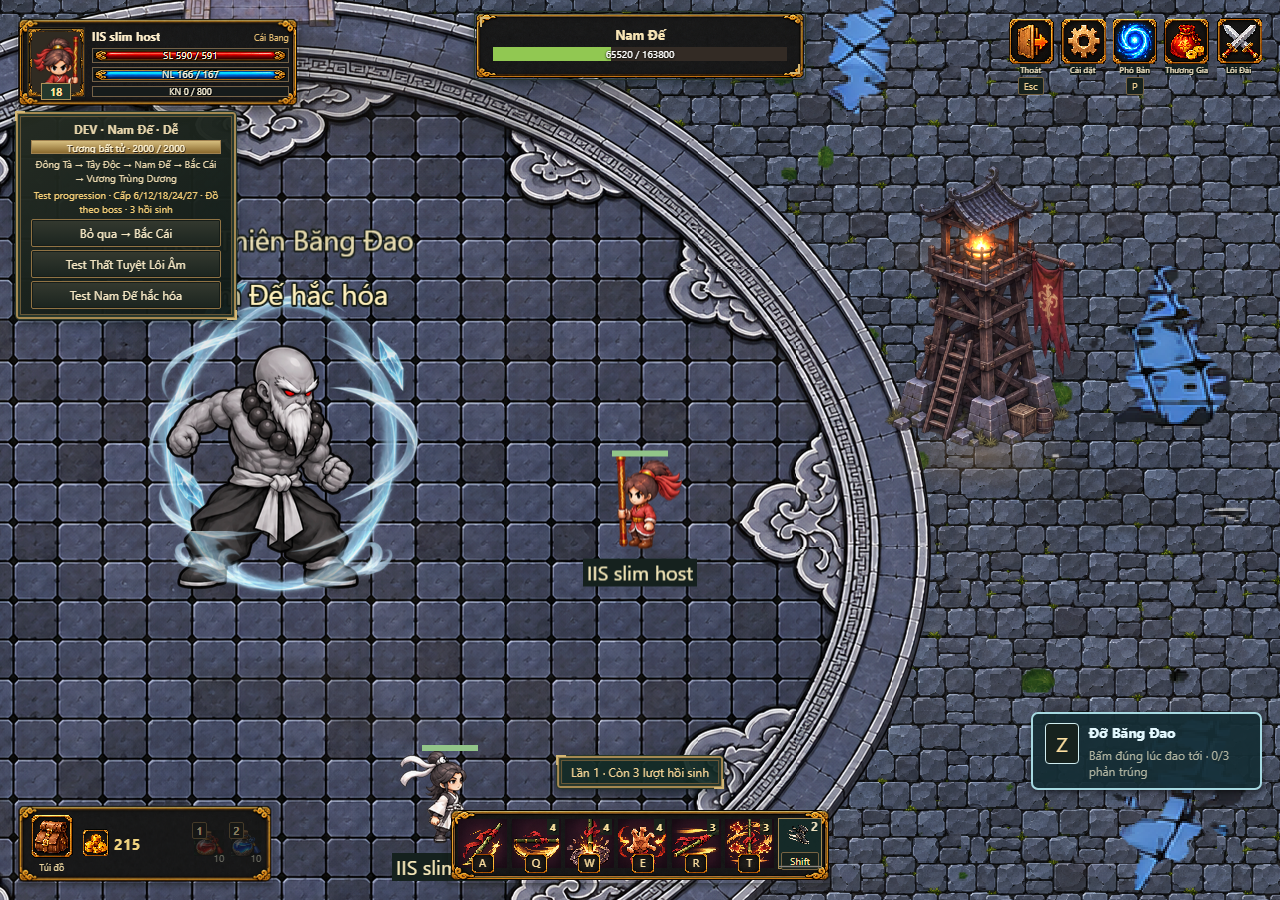 IIS slim host
Cái Bang
SL 590 / 591
NL 166 / 167
KN 0 / 800
18
Nam Đế
65520 / 163800
Thoát
Cài đặt
Phó Bản
Thương Gia
Lôi Đài
Esc
P
DEV · Nam Đế · Dễ
Tượng bất tử · 2000 / 2000
Đông Tà → Tây Độc → Nam Đế → Bắc Cái
→ Vương Trùng Dương
Test progression · Cấp 6/12/18/24/27 · Đồ
theo boss · 3 hồi sinh
Bỏ qua → Bắc Cái
Test Thất Tuyệt Lôi Âm
Test Nam Đế hắc hóa
Băng Đao
Đế hắc hóa
IIS slim host
Z
Đỡ Băng Đao
Bấm đúng lúc đao tới · 0/3
phản trúng
Lần 1 · Còn 3 lượt hồi sinh
Túi đồ
215
1
10
2
10
IIS slim
A
4
Q
4
W
4
E
3
R
3
T
2
Shift